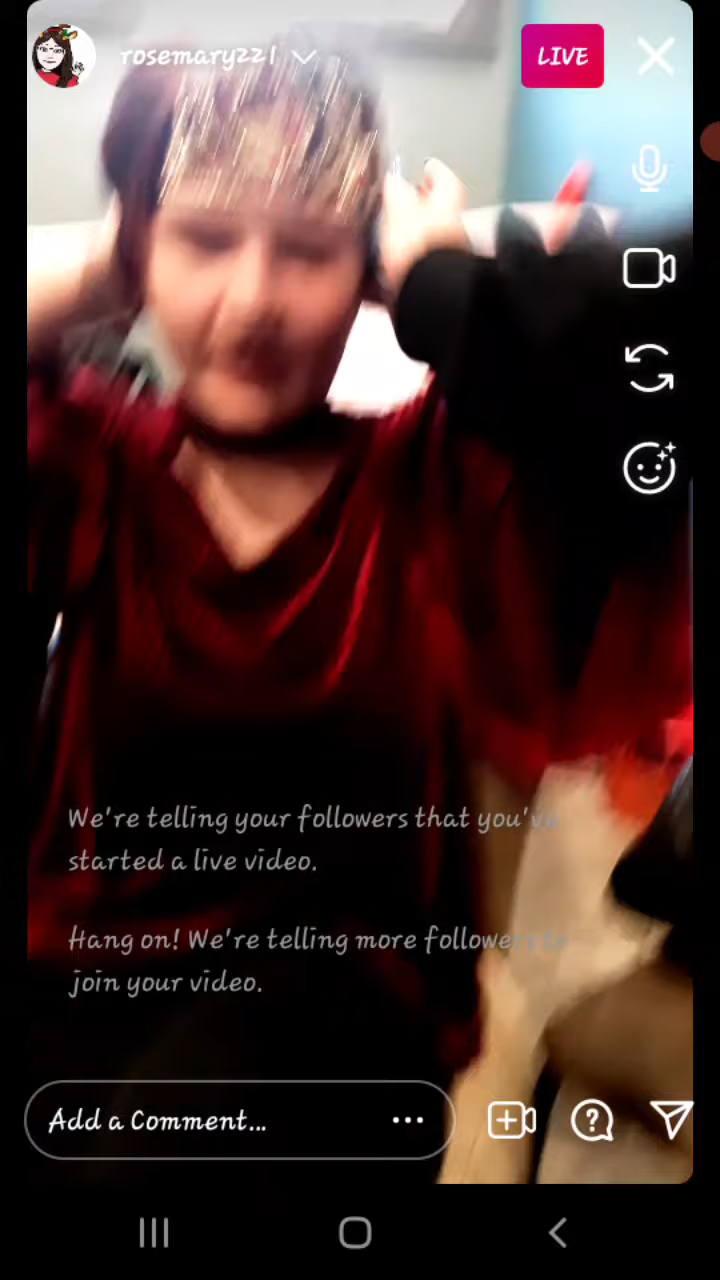 rosemary221
LIVE
We're telling your followers that you've
started a live video.
Hang on! We're telling more followers to
join your video.
Add a Comment...